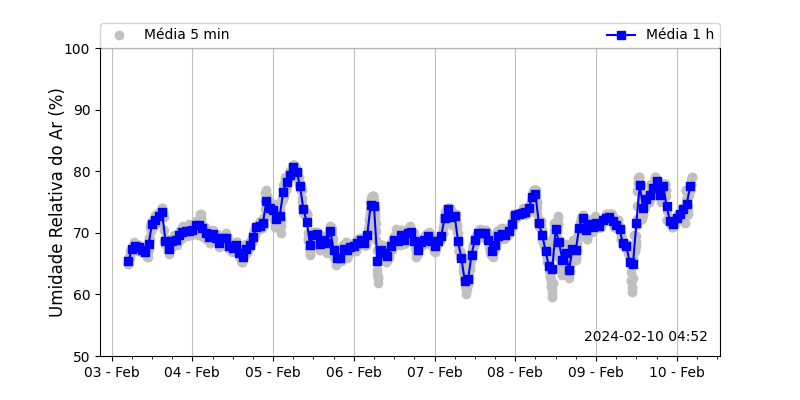 Média 5 min
Média 1 h
Umidade Relativa do Ar (%)
100
90
80
70
60
50
2024-02-10 04:52
03 - Feb
04 - Feb
05 - Feb
06 - Feb
07 - Feb
08 - Feb
09 - Feb
10 - Feb